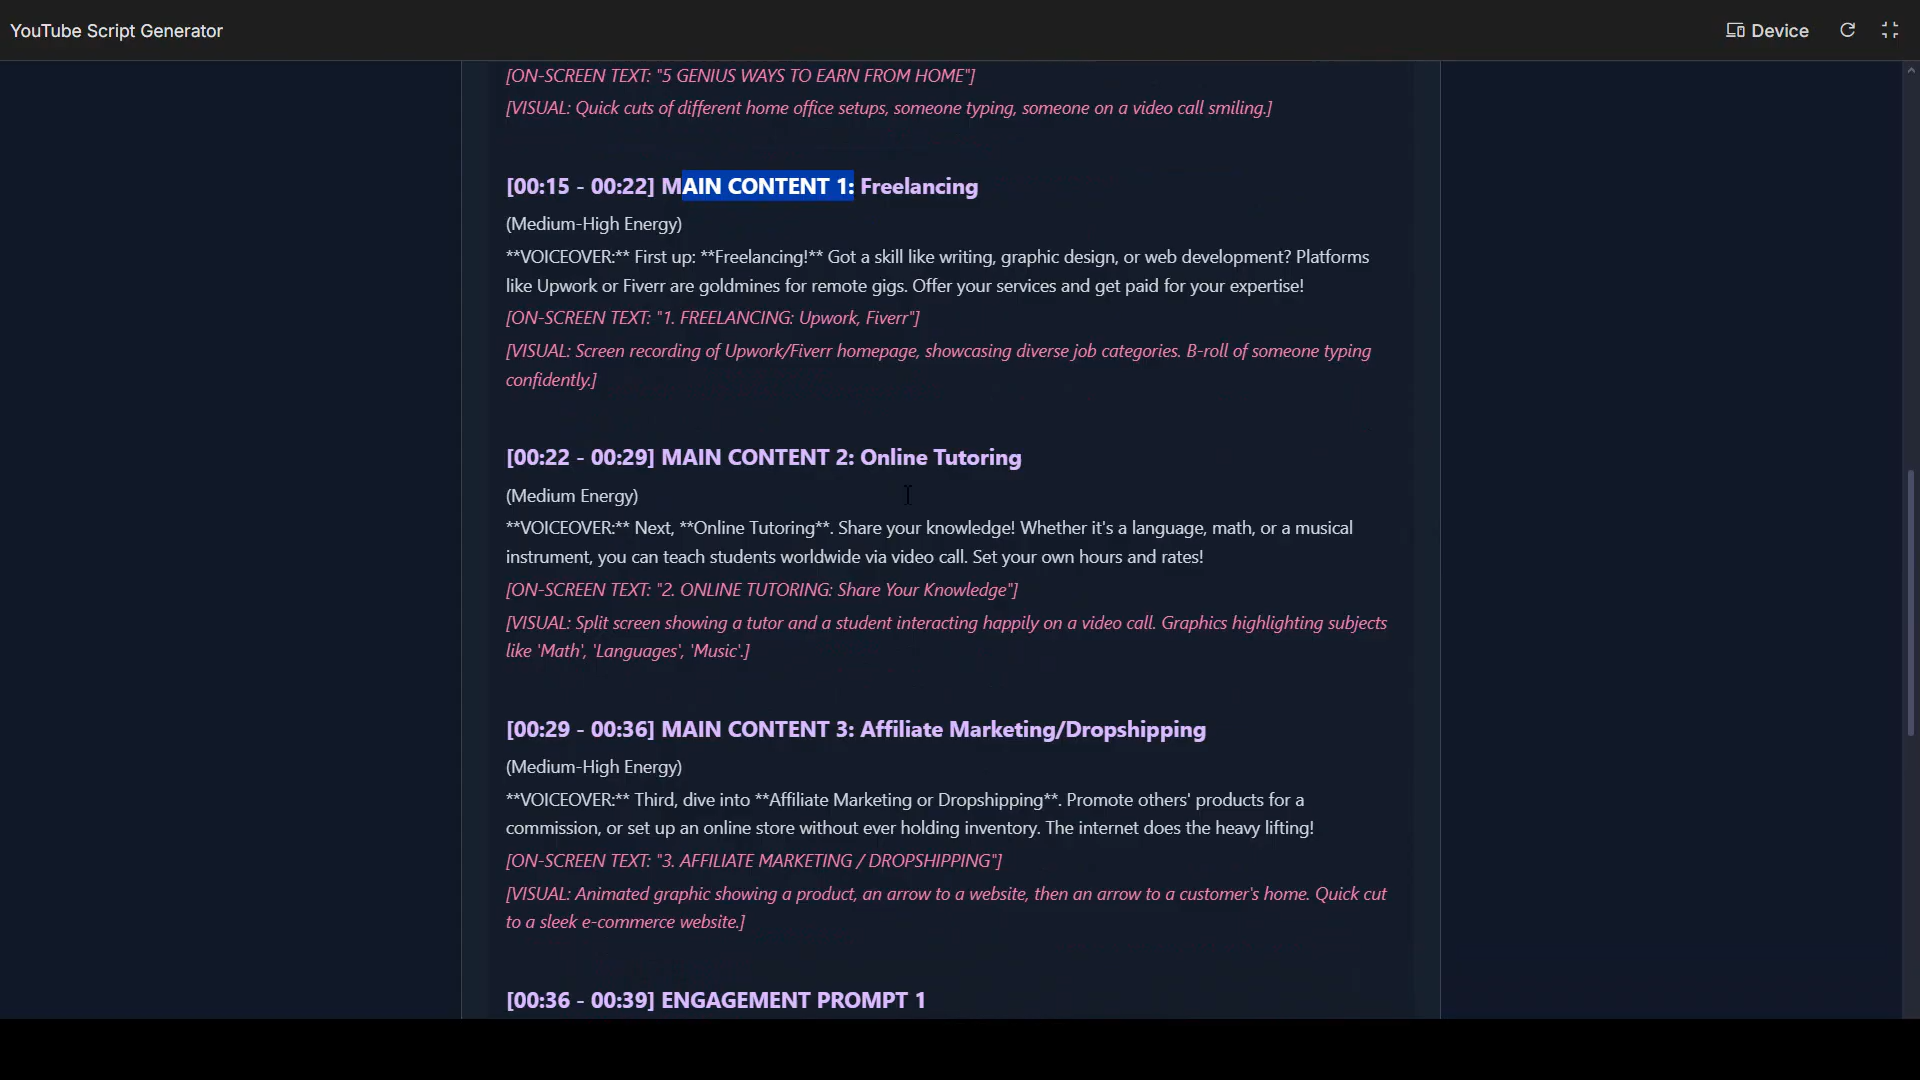 YouTube Script Generator
Device
[ON-SCREEN TEXT: "5 GENIUS WAYS TO EARN FROM HOME"]
[VISUAL: Quick cuts of different home office setups, someone typing, someone on a video call smiling.]
[00:15 - 00:22] MAIN CONTENT 1: Freelancing
(Medium-High Energy)
**VOICEOVER:** First up: **Freelancing!** Got a skill like writing, graphic design, or web development? Platforms
like Upwork or Fiverr are goldmines for remote gigs. Offer your services and get paid for your expertise!
[ON-SCREEN TEXT: "1. FREELANCING: Upwork, Fiverr"]
[VISUAL: Screen recording of Upwork/Fiverr homepage, showcasing diverse job categories. B-roll of someone typing
confidently.]
[00:22 - 00:29] MAIN CONTENT 2: Online Tutoring
(Medium Energy)
**VOICEOVER:** Next, **Online Tutoring**. Share your knowledge! Whether it's a language, math, or a musical
instrument, you can teach students worldwide via video call. Set your own hours and rates!
[ON-SCREEN TEXT: "2. ONLINE TUTORING: Share Your Knowledge"]
[VISUAL: Split screen showing a tutor and a student interacting happily on a video call. Graphics highlighting subjects
like 'Math', 'Languages', 'Music'.]
[00:29 - 00:36] MAIN CONTENT 3: Affiliate Marketing/Dropshipping
(Medium-High Energy)
**VOICEOVER:** Third, dive into **Affiliate Marketing or Dropshipping**. Promote others' products for a
commission, or set up an online store without ever holding inventory. The internet does the heavy lifting!
[ON-SCREEN TEXT: "3. AFFILIATE MARKETING / DROPSHIPPING"]
[VISUAL: Animated graphic showing a product, an arrow to a website, then an arrow to a customer's home. Quick cut
to a sleek e-commerce website.]
[00:36 - 00:39] ENGAGEMENT PROMPT 1